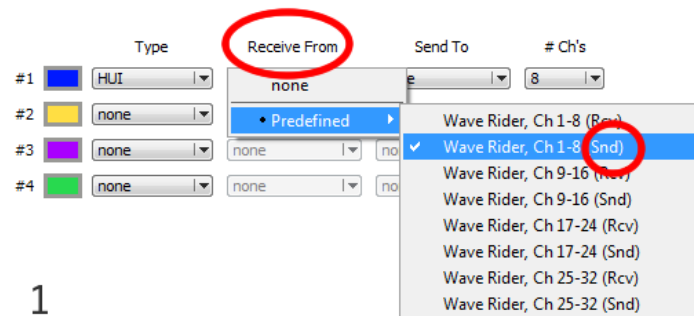 Type Receive From Send To # Ch's
#1 HUI none e 8
#2 none • Predefined
Wave Rider, Ch 1-8 (Rcv)
#3 none none no Wave Rider, Ch 1-8 (Snd)
Wave Rider, Ch 9-16 (Rcv)
#4 none none no Wave Rider, Ch 9-16 (Snd)
Wave Rider, Ch 17-24 (Rcv)
Wave Rider, Ch 17-24 (Snd)
Wave Rider, Ch 25-32 (Rcv)
1 Wave Rider, Ch 25-32 (Snd)